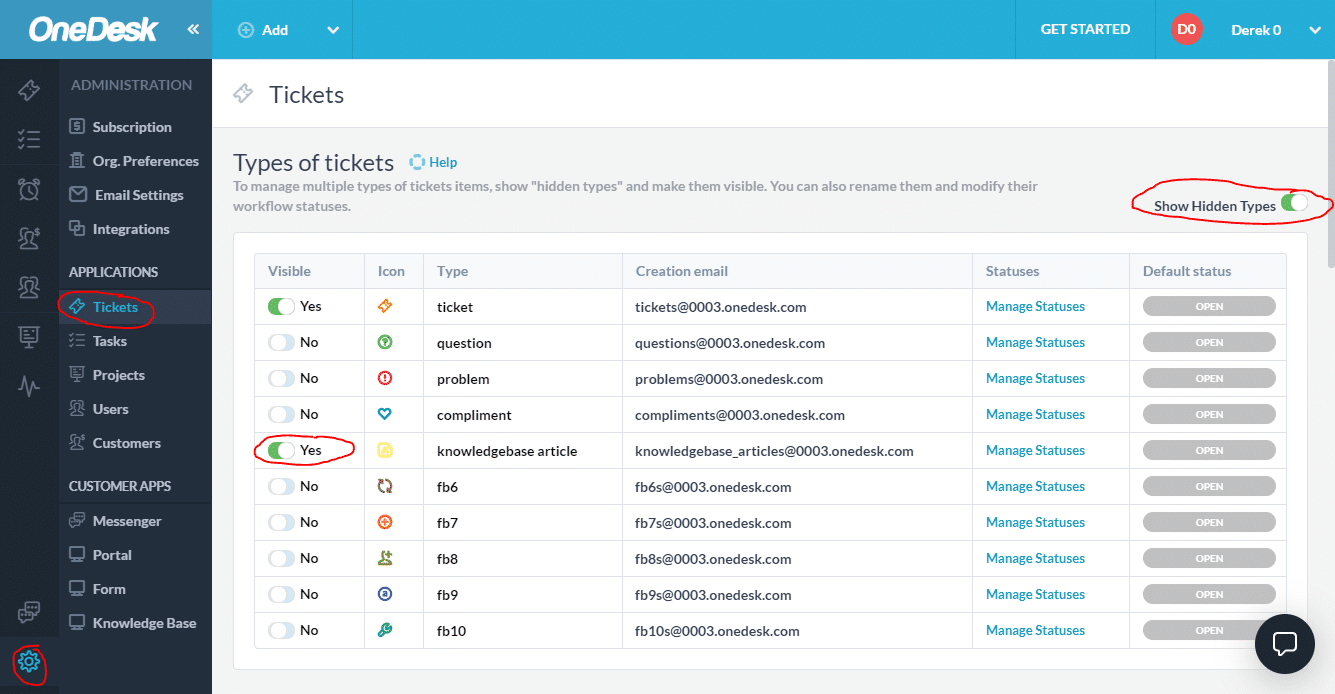 OneDesk «
Add
GET STARTED
D0
Derek 0
ADMINISTRATION
Subscription
Org. Preferences
Email Settings
Integrations
APPLICATIONS
Tickets
Tasks
Projects
Users
Customers
CUSTOMER APPS
Messenger
Portal
Form
Knowledge Base
Tickets
Types of tickets Help
To manage multiple types of tickets items, show "hidden types" and make them visible. You can also rename them and modify their
workflow statuses.
Show Hidden Types
Visible Icon Type Creation email Statuses Default status
Yes ticket tickets@0003.onedesk.com Manage Statuses OPEN
No question questions@0003.onedesk.com Manage Statuses OPEN
No problem problems@0003.onedesk.com Manage Statuses OPEN
No compliment compliments@0003.onedesk.com Manage Statuses OPEN
Yes knowledgebase article knowledgebase_articles@0003.onedesk.com Manage Statuses OPEN
No fb6 fb6s@0003.onedesk.com Manage Statuses OPEN
No fb7 fb7s@0003.onedesk.com Manage Statuses OPEN
No fb8 fb8s@0003.onedesk.com Manage Statuses OPEN
No fb9 fb9s@0003.onedesk.com Manage Statuses OPEN
No fb10 fb10s@0003.onedesk.com Manage Statuses OPEN